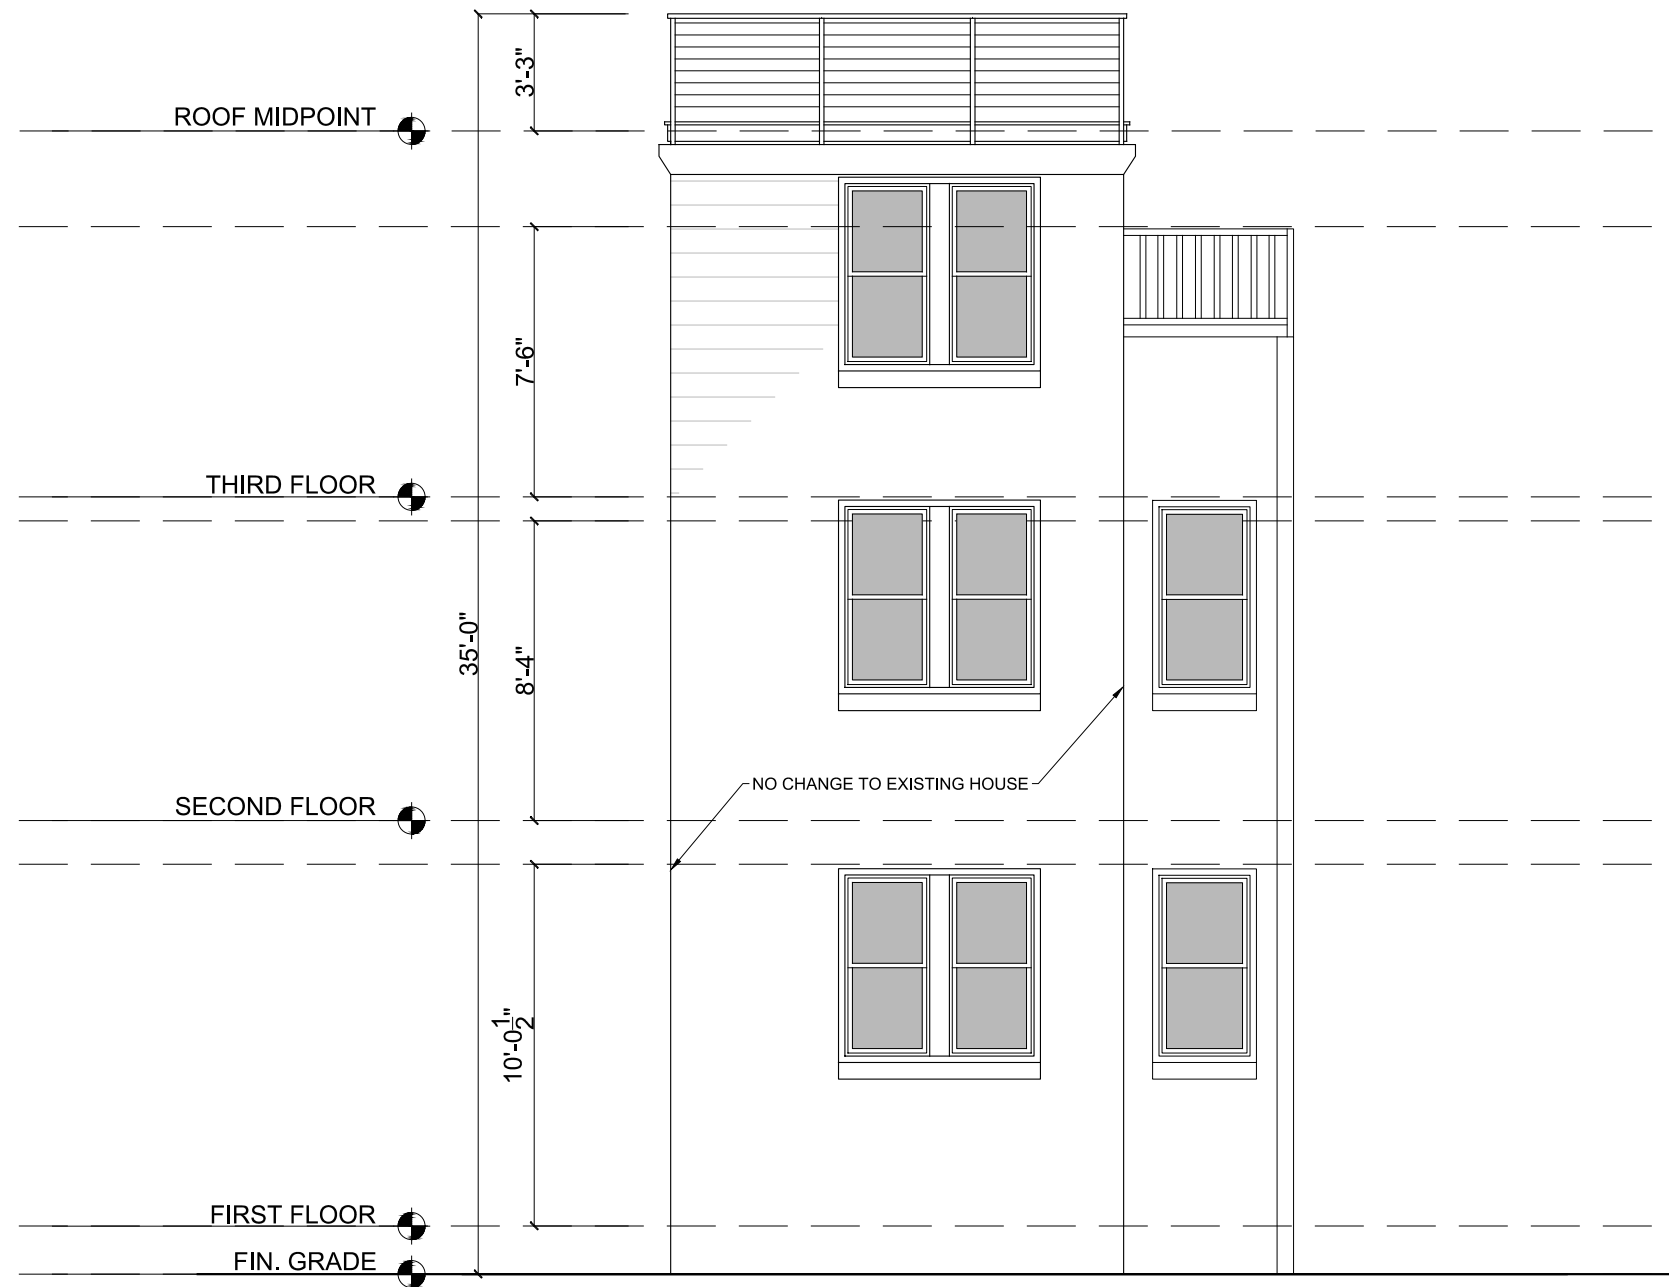 3'-3"
ROOF MIDPOINT
7'-6"
THIRD FLOOR
35'-0"
8'-4"
NO CHANGE TO EXISTING HOUSE
SECOND FLOOR
10'-0 1/2"
FIRST FLOOR
FIN. GRADE